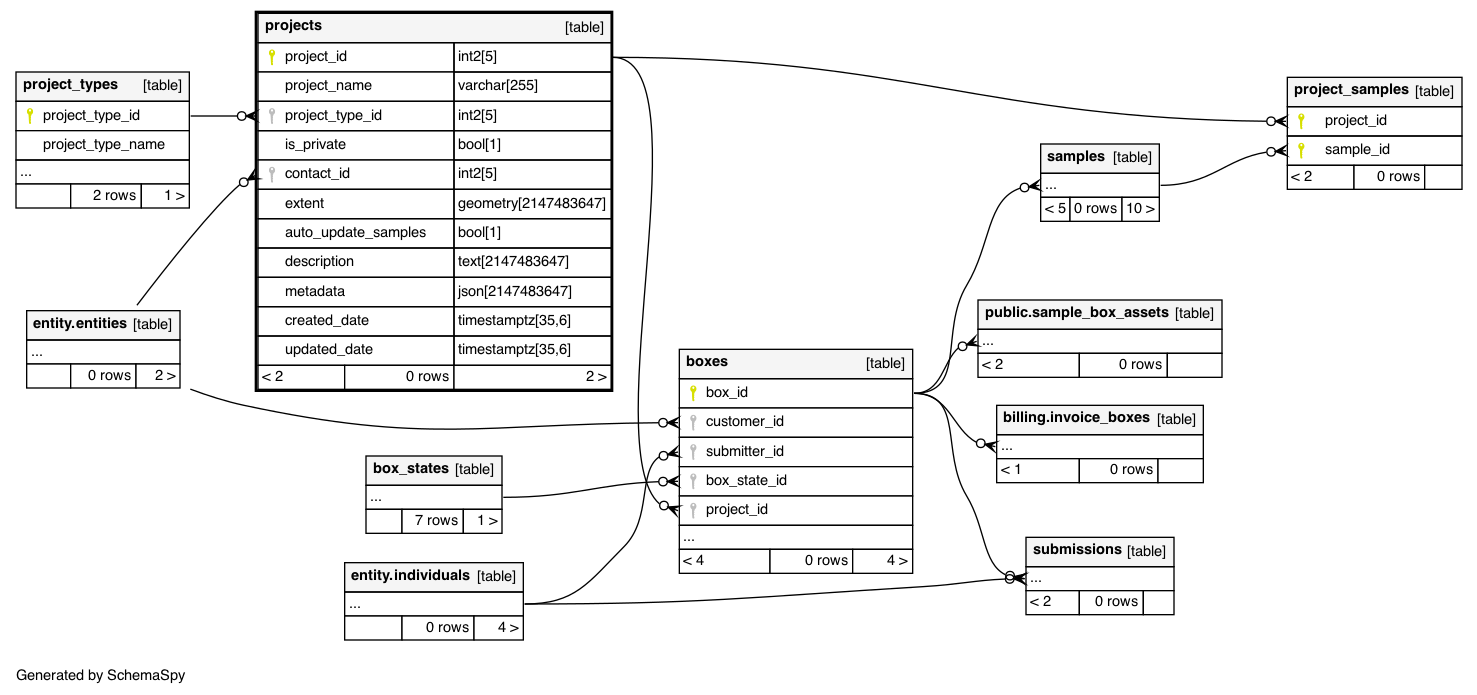 projects [table]
project_id int2[5]
project_name varchar[255]
project_type_id int2[5]
is_private bool[1]
contact_id int2[5]
extent geometry[2147483647]
auto_update_samples bool[1]
description text[2147483647]
metadata json[2147483647]
created_date timestamptz[35,6]
updated_date timestamptz[35,6]
< 2 0 rows 2 >
project_types [table]
project_type_id
project_type_name
...
2 rows 1 >
entity.entities [table]
...
0 rows 2 >
box_states [table]
...
7 rows 1 >
entity.individuals [table]
...
0 rows 4 >
boxes [table]
box_id
customer_id
submitter_id
box_state_id
project_id
...
< 4 0 rows 4 >
project_samples [table]
project_id
sample_id
< 2 0 rows
samples [table]
...
< 5 0 rows 10 >
public.sample_box_assets [table]
...
< 2 0 rows
billing.invoice_boxes [table]
...
< 1 0 rows
submissions [table]
...
< 2 0 rows
Generated by SchemaSpy